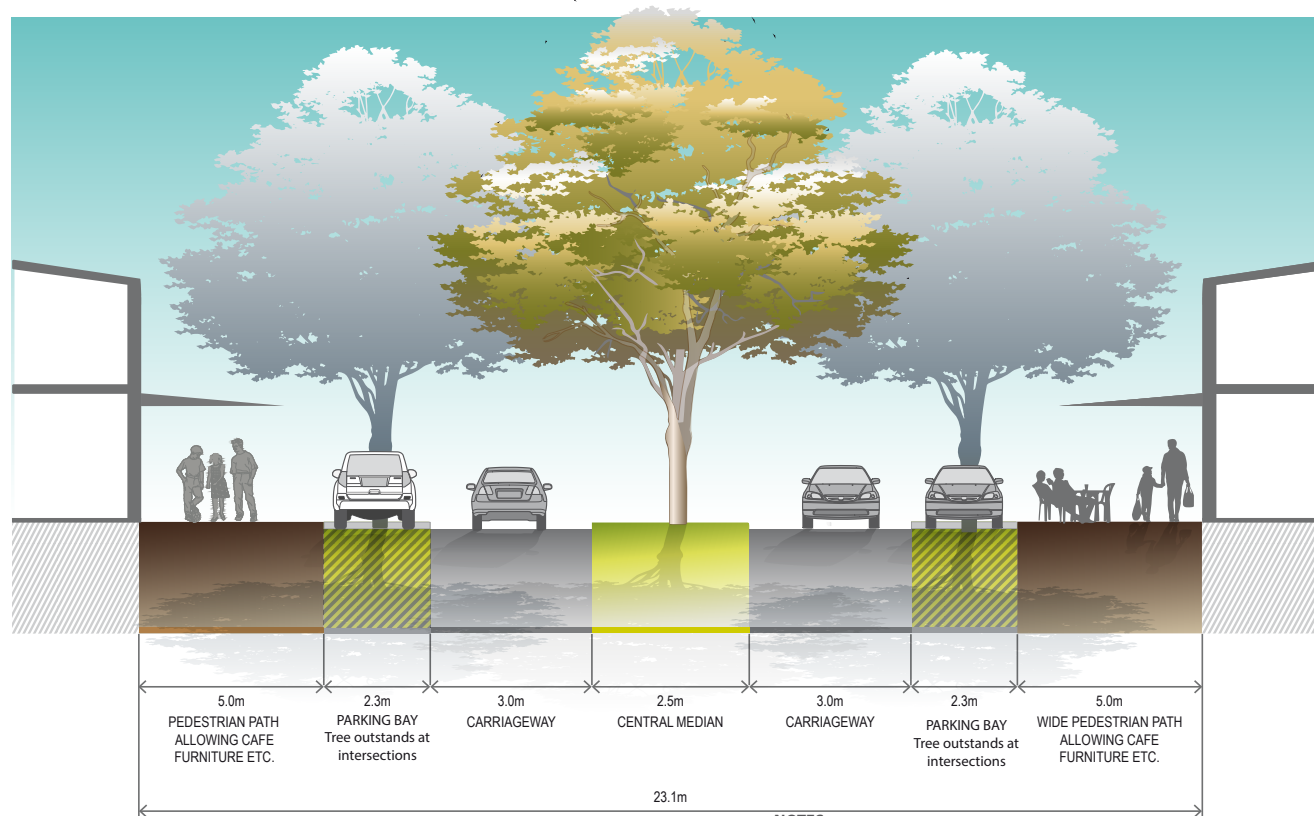 5.0m
PEDESTRIAN PATH
ALLOWING CAFE
FURNITURE ETC.
2.3m
PARKING BAY
Tree outstands at
intersections
3.0m
CARRIAGEWAY
2.5m
CENTRAL MEDIAN
3.0m
CARRIAGEWAY
2.3m
PARKING BAY
Tree outstands at
intersections
5.0m
WIDE PEDESTRIAN PATH
ALLOWING CAFE
FURNITURE ETC.
23.1m